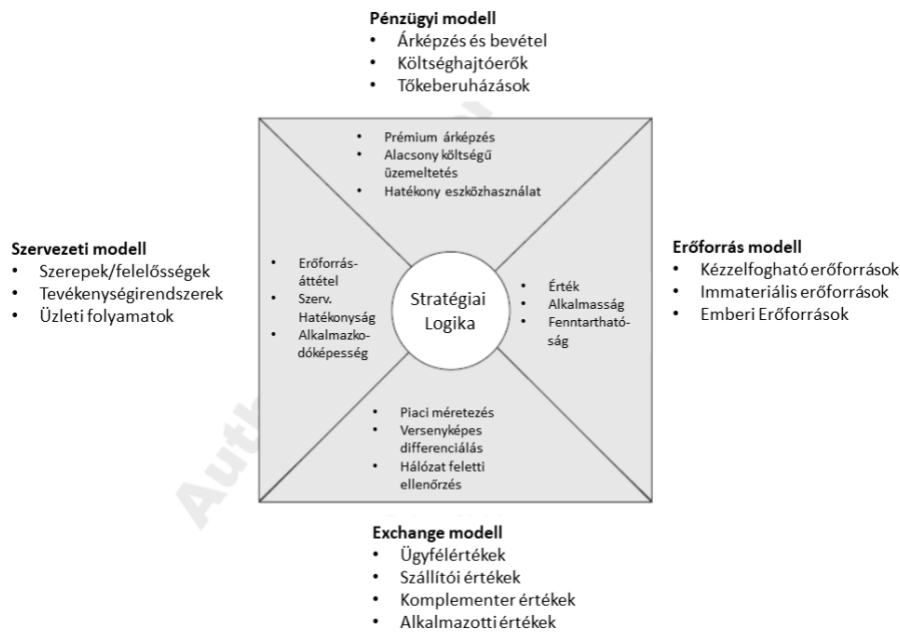 Pénzügyi modell
• Árképzés és bevétel
• Költséghajtóerők
• Tőkeberuházások
• Prémium árképzés
• Alacsony költségű
üzemeltetés
• Hatékony eszközhasználat
Szervezeti modell
• Szerepek/felelősségek
• Tevékenységirendszerek
• Üzleti folyamatok
• Erőforrás-
áttétel
• Szerv.
Hatékonyság
• Alkalmazko-
dóképesség
Stratégiai
Logika
• Érték
• Alkalmasság
• Fenntartható-
ság
Erőforrás modell
• Kézzelfogható erőforrások
• Immateriális erőforrások
• Emberi Erőforrások
• Piaci méretezés
• Versenyképes
differenciálás
• Hálózat feletti
ellenőrzés
Exchange modell
• Ügyfélértékek
• Szállítói értékek
• Komplementer értékek
• Alkalmazotti értékek